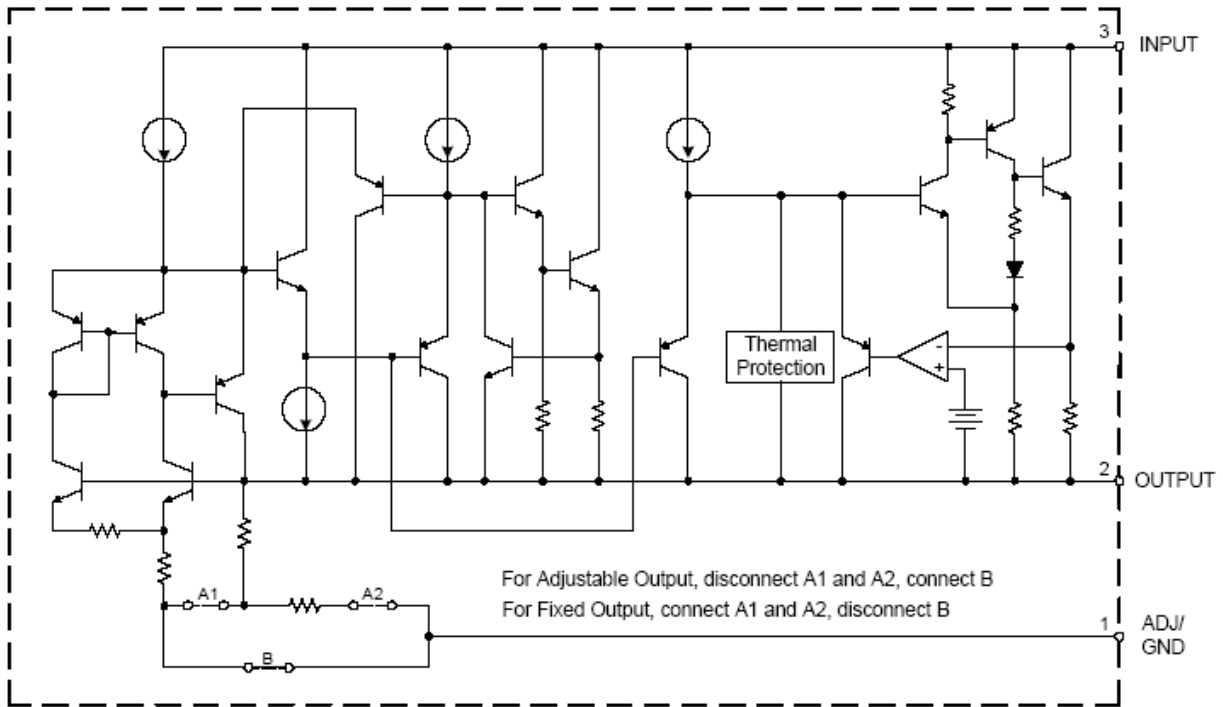 3
INPUT
Thermal
Protection
-
+
2
OUTPUT
For Adjustable Output, disconnect A1 and A2, connect B
For Fixed Output, connect A1 and A2, disconnect B
A1
A2
1
ADJ/
GND
B